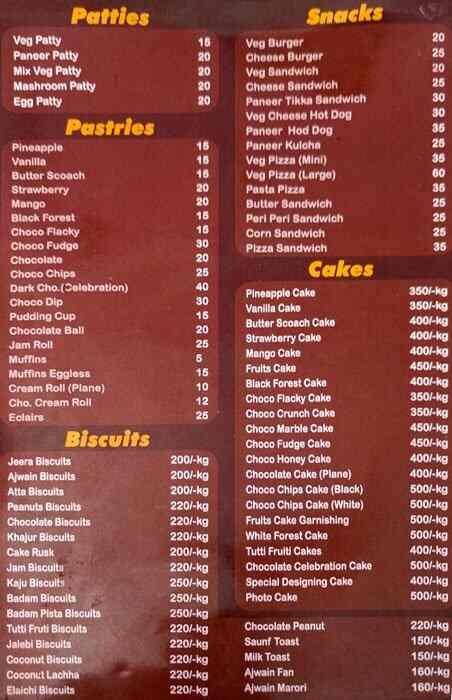 Patties
Veg Patty 15
Paneer Patty 20
Mix Veg Patty 20
Mashroom Patty 20
Egg Patty 20
Pastries
Pineapple 15
Vanilla 15
Butter Scoach 15
Strawberry 20
Mango 20
Black Forest 15
Choco Flacky 15
Choco Fudge 30
Chocolate 20
Choco Chips 25
Dark Cho.(Celebration) 40
Choco Dip 30
Pudding Cup 15
Chocolate Ball 20
Jam Roll 25
Muffins 5
Muffins Eggless 15
Cream Roll (Plane) 10
Cho. Cream Roll 12
Eclairs 25
Biscuits
Jeera Biscuits 200/-kg
Ajwain Biscuits 200/-kg
Atta Biscuits 200/-kg
Peanuts Biscuits 220/-kg
Chocolate Biscuits 220/-kg
Khajur Biscuits 220/-kg
Cake Rusk 200/-kg
Jam Biscuits 220/-kg
Kaju Biscuits 250/-kg
Badam Biscuits 250/-kg
Badam Pista Biscuits 250/-kg
Tutti Fruti Biscuits 220/-kg
Jalebi Biscuits 220/-kg
Coconut Biscuits 220/-kg
Coconut Lachha 220/-kg
Elaichi Biscuits 220/-kg
Snacks
Veg Burger 20
Cheese Burger 25
Veg Sandwich 20
Cheese Sandwich 25
Paneer Tikka Sandwich 30
Veg Cheese Hot Dog 30
Paneer Hod Dog 35
Paneer Kulcha 25
Veg Pizza (Mini) 35
Veg Pizza (Large) 60
Pasta Pizza 35
Butter Sandwich 25
Peri Peri Sandwich 25
Corn Sandwich 25
Pizza Sandwich 35
Cakes
Pineapple Cake 350/-kg
Vanilla Cake 350/-kg
Butter Scoach Cake 400/-kg
Strawberry Cake 400/-kg
Mango Cake 400/-kg
Fruits Cake 450/-kg
Black Forest Cake 400/-kg
Choco Flacky Cake 350/-kg
Choco Crunch Cake 350/-kg
Choco Marble Cake 450/-kg
Choco Fudge Cake 450/-kg
Choco Honey Cake 400/-kg
Chocolate Cake (Plane) 400/-kg
Choco Chips Cake (Black) 500/-kg
Choco Chips Cake (White) 500/-kg
Fruits Cake Garnishing 500/-kg
White Forest Cake 500/-kg
Tutti Fruiti Cakes 400/-kg
Chocolate Celebration Cake 500/-kg
Special Designing Cake 400/-kg
Photo Cake 500/-kg
Chocolate Peanut 220/-kg
Saunf Toast 150/-kg
Milk Toast 150/-kg
Ajwain Fan 160/-kg
Ajwain Marori 160/-kg